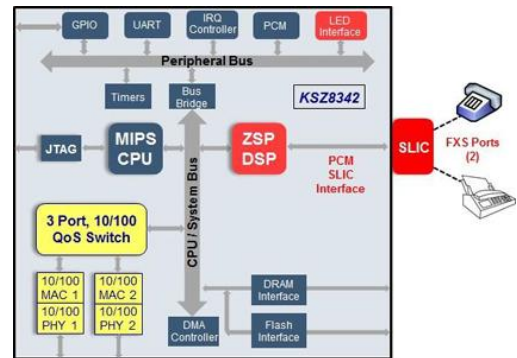 GPIO
UART
IRQ
Controller
PCM
LED
Interface
Peripheral Bus
Timers
Bus
Bridge
KSZ8342
JTAG
MIPS
CPU
ZSP
DSP
SLIC
FXS Ports
(2)
PCM
SLIC
Interface
CPU / System Bus
3 Port, 10/100
QoS Switch
10/100
MAC 1
10/100
MAC 2
10/100
PHY 1
10/100
PHY 2
DRAM
Interface
DMA
Controller
Flash
Interface